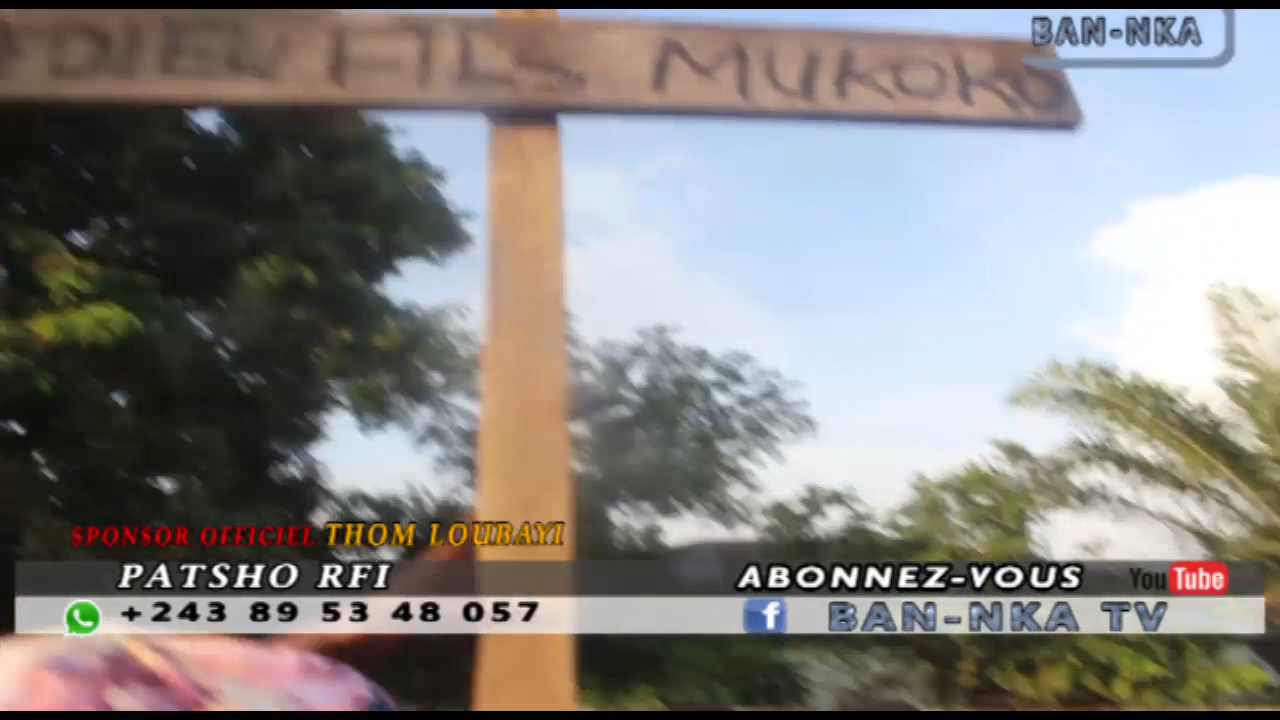 BAN-NKA
DIEU FILS MUKOKO
SPONSOR OFFICIEL THOM LOUBAYI
PATSHO RFI
+243 89 53 48 057
ABONNEZ-VOUS YouTube
f BAN-NKA TV